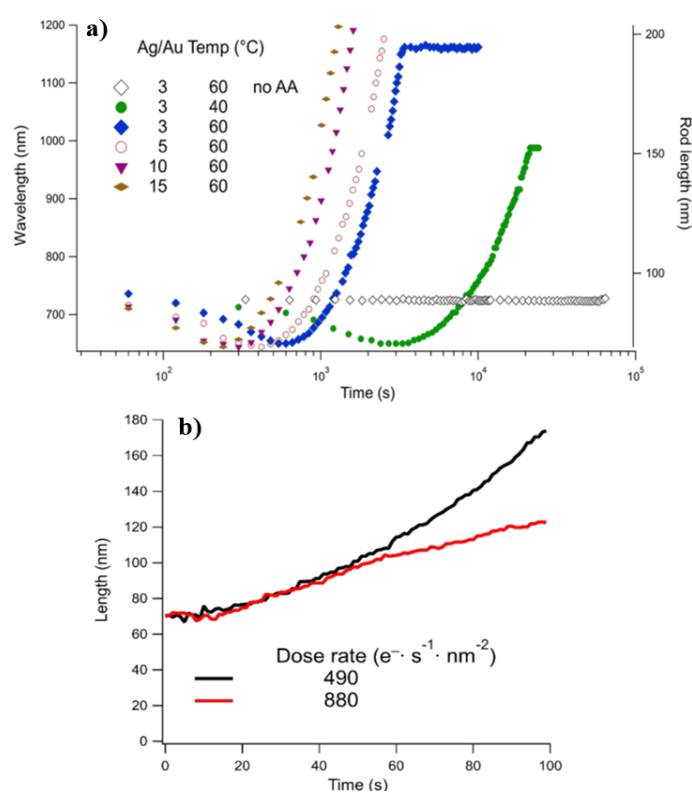 a)
Ag/Au Temp (°C)
3 60 no AA
3 40
3 60
5 60
10 60
15 60
1200
1100
1000
900
800
700
Wavelength (nm)
200
150
100
Rod length (nm)
10²
10³
10⁴
10⁵
Time (s)
b)
180
160
140
120
100
80
60
40
20
0
Length (nm)
Dose rate (e⁻· s⁻¹· nm⁻²)
490
880
0 20 40 60 80 100
Time (s)